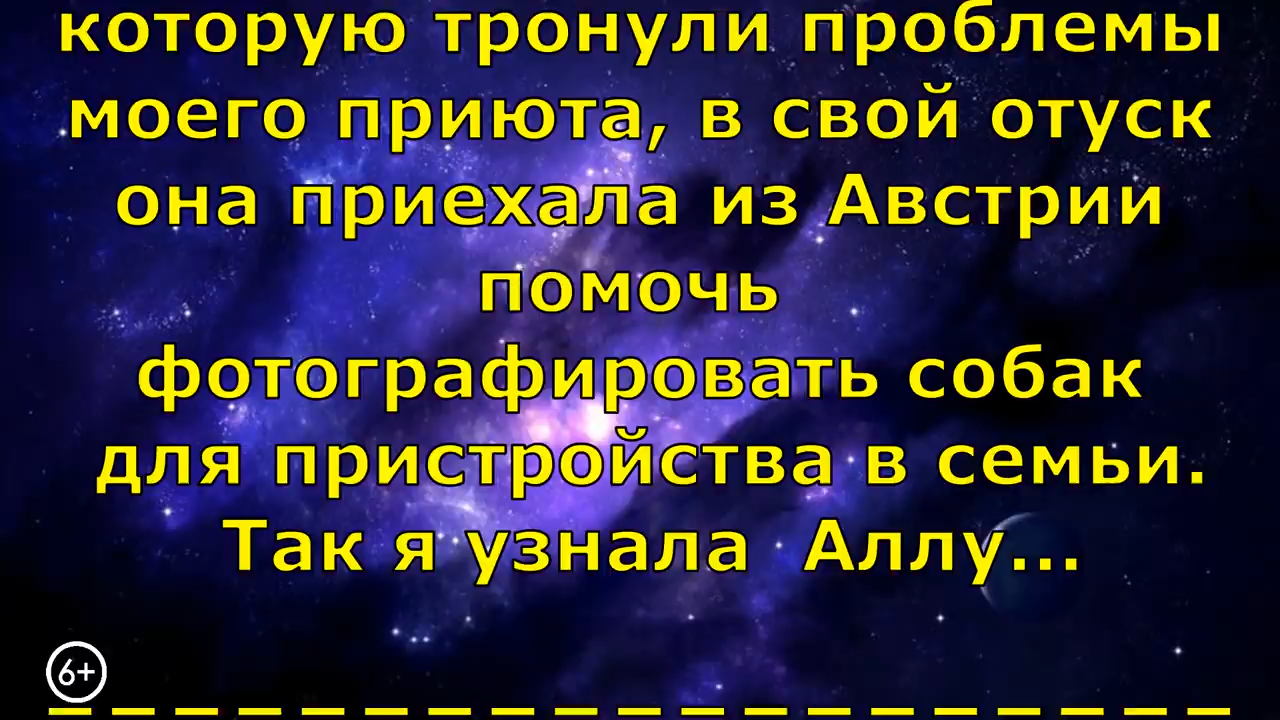 которую тронули проблемы
моего приюта, в свой отуск
она приехала из Австрии
помочь
фотографировать собак
для пристройства в семьи.
Так я узнала Аллу...
6+